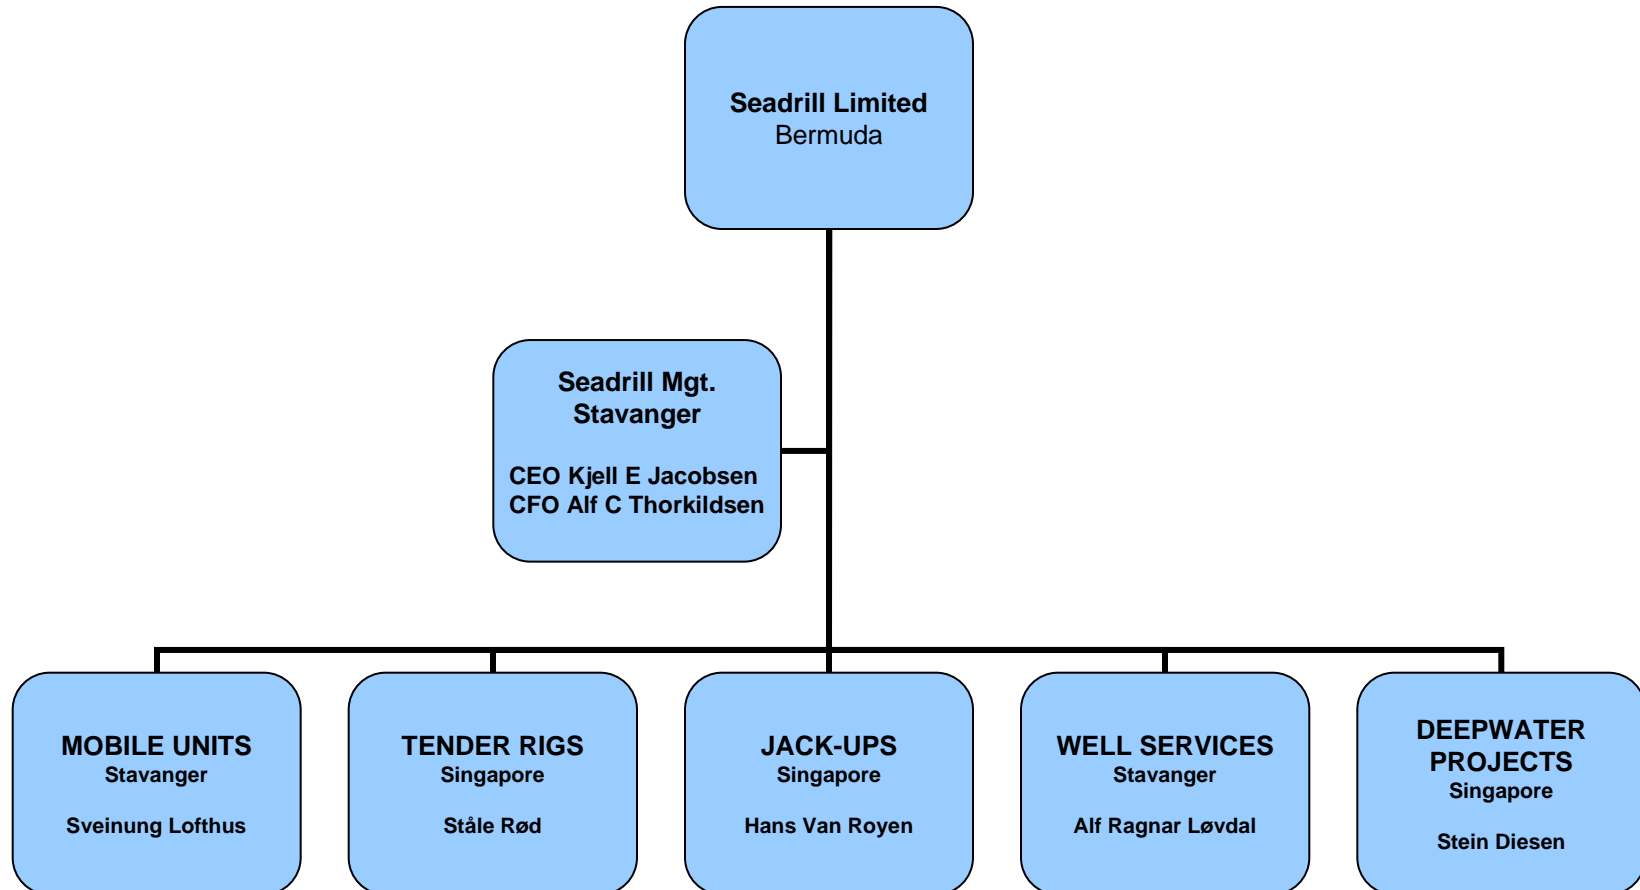 Seadrill Limited
Bermuda
Seadrill Mgt.
Stavanger
CEO Kjell E Jacobsen
CFO Alf C Thorkildsen
MOBILE UNITS
Stavanger
Sveinung Lofthus
TENDER RIGS
Singapore
Ståle Rød
JACK-UPS
Singapore
Hans Van Royen
WELL SERVICES
Stavanger
Alf Ragnar Løvdal
DEEPWATER
PROJECTS
Singapore
Stein Diesen